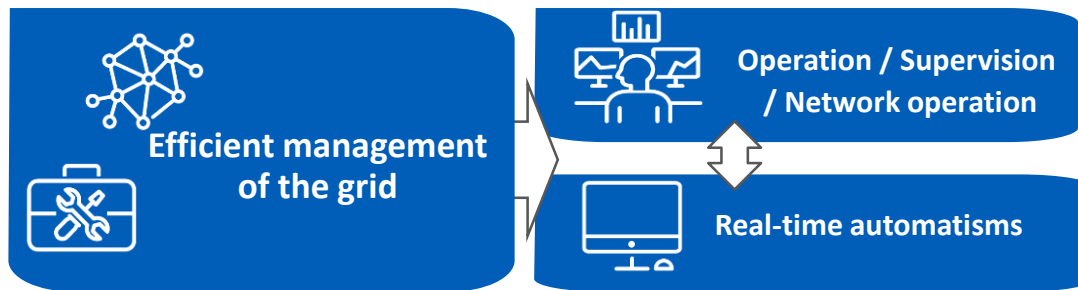 Efficient management
of the grid
Operation / Supervision
/ Network operation
Real-time automatisms